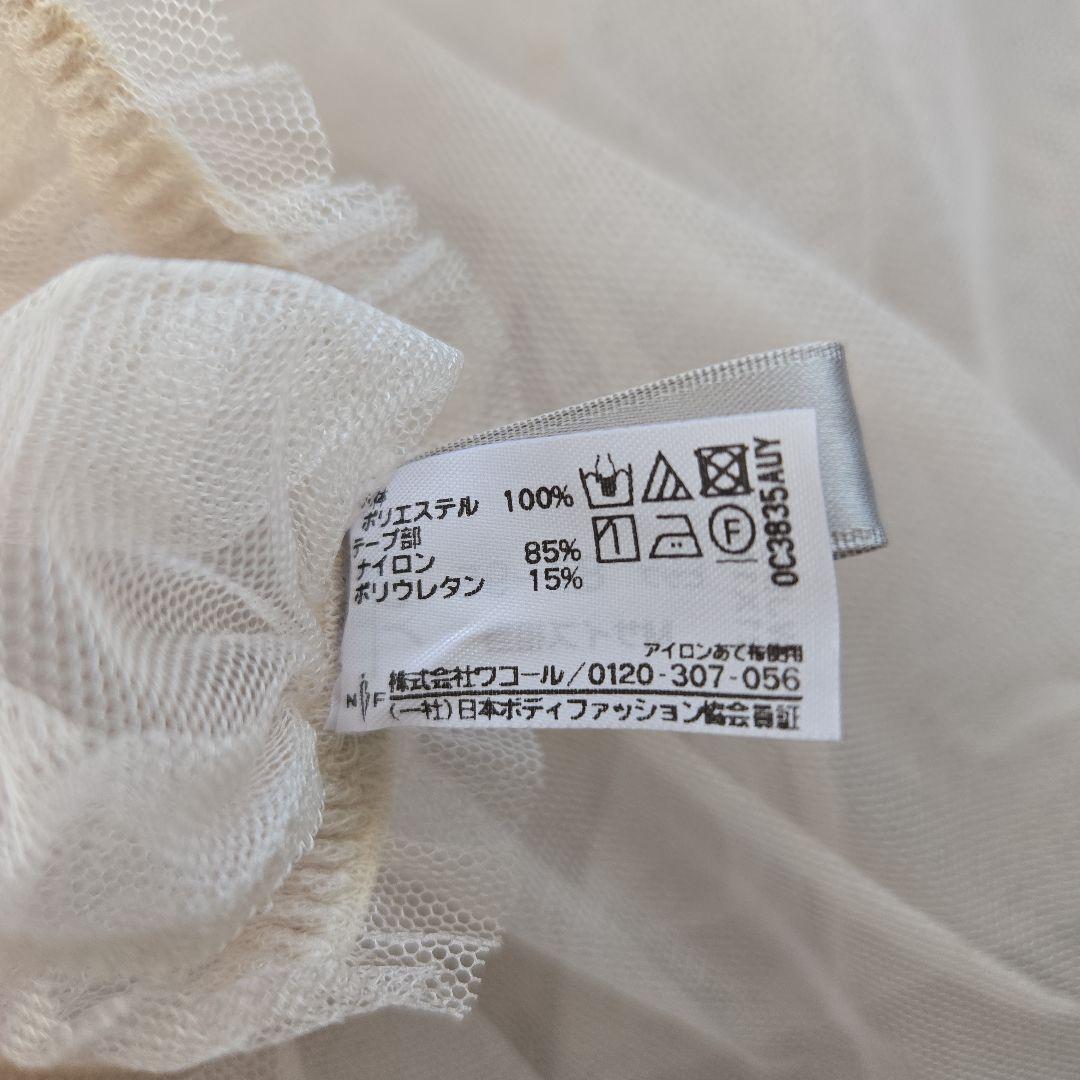 ポリエステル 100%
テープ部
ナイロン 85%
ポリウレタン 15%
F
0C3835AUY
アイロンあて布使用
株式会社ワコール/0120-307-056
N F
(一社)日本ボディファッション協会員証